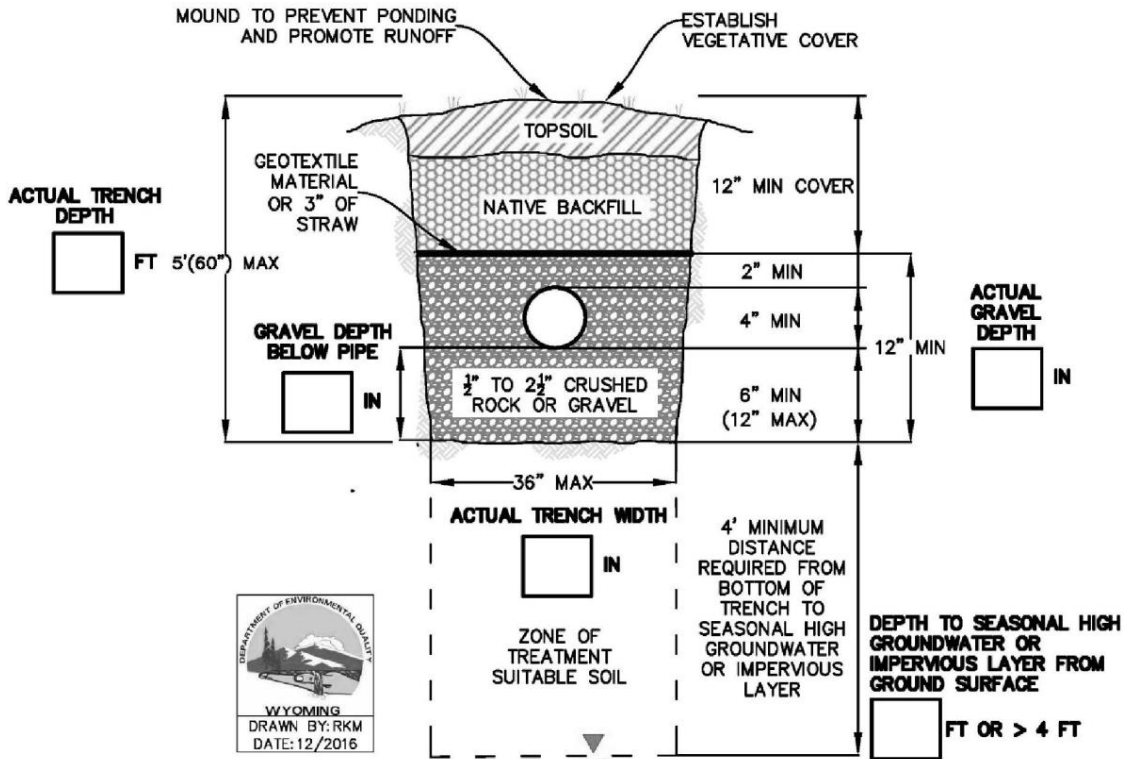 MOUND TO PREVENT PONDING
AND PROMOTE RUNOFF
ESTABLISH
VEGETATIVE COVER
TOPSOIL
GEOTEXTILE
MATERIAL
OR 3" OF
STRAW
NATIVE BACKFILL
12" MIN COVER
ACTUAL TRENCH
DEPTH
FT 5'(60") MAX
2" MIN
4" MIN
12" MIN
ACTUAL
GRAVEL
DEPTH
IN
GRAVEL DEPTH
BELOW PIPE
IN
½" TO 2½" CRUSHED
ROCK OR GRAVEL
6" MIN
(12" MAX)
36" MAX
ACTUAL TRENCH WIDTH
IN
4' MINIMUM
DISTANCE
REQUIRED FROM
BOTTOM OF
TRENCH TO
SEASONAL HIGH
GROUNDWATER
OR IMPERVIOUS
LAYER
ZONE OF
TREATMENT
SUITABLE SOIL
DEPTH TO SEASONAL HIGH
GROUNDWATER OR
IMPERVIOUS LAYER FROM
GROUND SURFACE
FT OR > 4 FT
DEPARTMENT OF ENVIRONMENTAL QUALITY
WYOMING
DRAWN BY: RKM
DATE: 12/2016